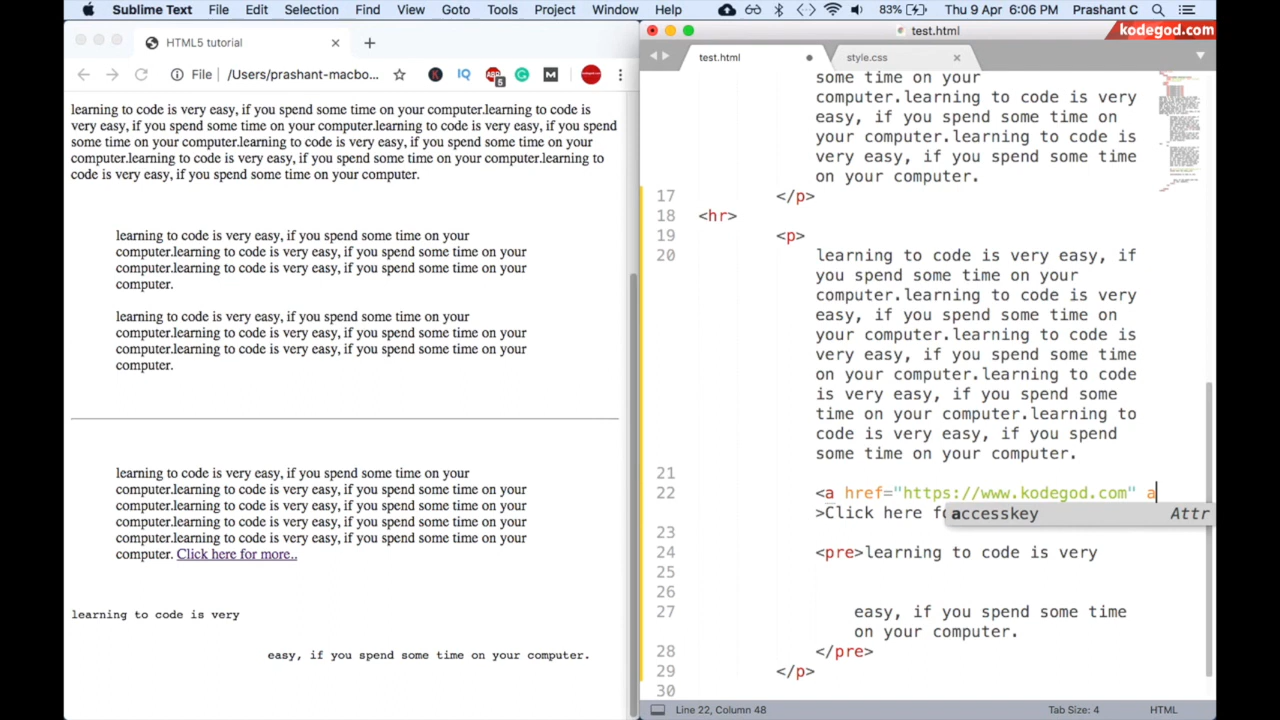 Sublime Text File Edit Selection Find View Goto Tools Project Window Help 83% Thu 9 Apr 6:06 PM Prashant C
HTML5 tutorial
File /Users/prashant-macbo...
5
learning to code is very easy, if you spend some time on your computer.learning to code is
very easy, if you spend some time on your computer.learning to code is very easy, if you spend
some time on your computer.learning to code is very easy, if you spend some time on your
computer.learning to code is very easy, if you spend some time on your computer.learning to
code is very easy, if you spend some time on your computer.
learning to code is very easy, if you spend some time on your
computer.learning to code is very easy, if you spend some time on your
computer.learning to code is very easy, if you spend some time on your
computer.
learning to code is very easy, if you spend some time on your
computer.learning to code is very easy, if you spend some time on your
computer.learning to code is very easy, if you spend some time on your
computer.
learning to code is very easy, if you spend some time on your
computer.learning to code is very easy, if you spend some time on your
computer.learning to code is very easy, if you spend some time on your
computer.learning to code is very easy, if you spend some time on your
computer.learning to code is very easy, if you spend some time on your
computer. Click here for more..
learning to code is very
easy, if you spend some time on your computer.
test.html
kodegod.com
test.html
style.css
some time on your
computer.learning to code is very
easy, if you spend some time on
your computer.learning to code is
very easy, if you spend some time
on your computer.
17 </p>
18 <hr>
19 <p>
20 learning to code is very easy, if
you spend some time on your
computer.learning to code is very
easy, if you spend some time on
your computer.learning to code is
very easy, if you spend some time
on your computer.learning to code
is very easy, if you spend some
time on your computer.learning to
code is very easy, if you spend
some time on your computer.
21
22 <a href="https://www.kodegod.com" a
>Click here fo
accesskey Attr
23
24 <pre>learning to code is very
25
26
27 easy, if you spend some time
on your computer.
28 </pre>
29 </p>
30
Line 22, Column 48 Tab Size: 4 HTML